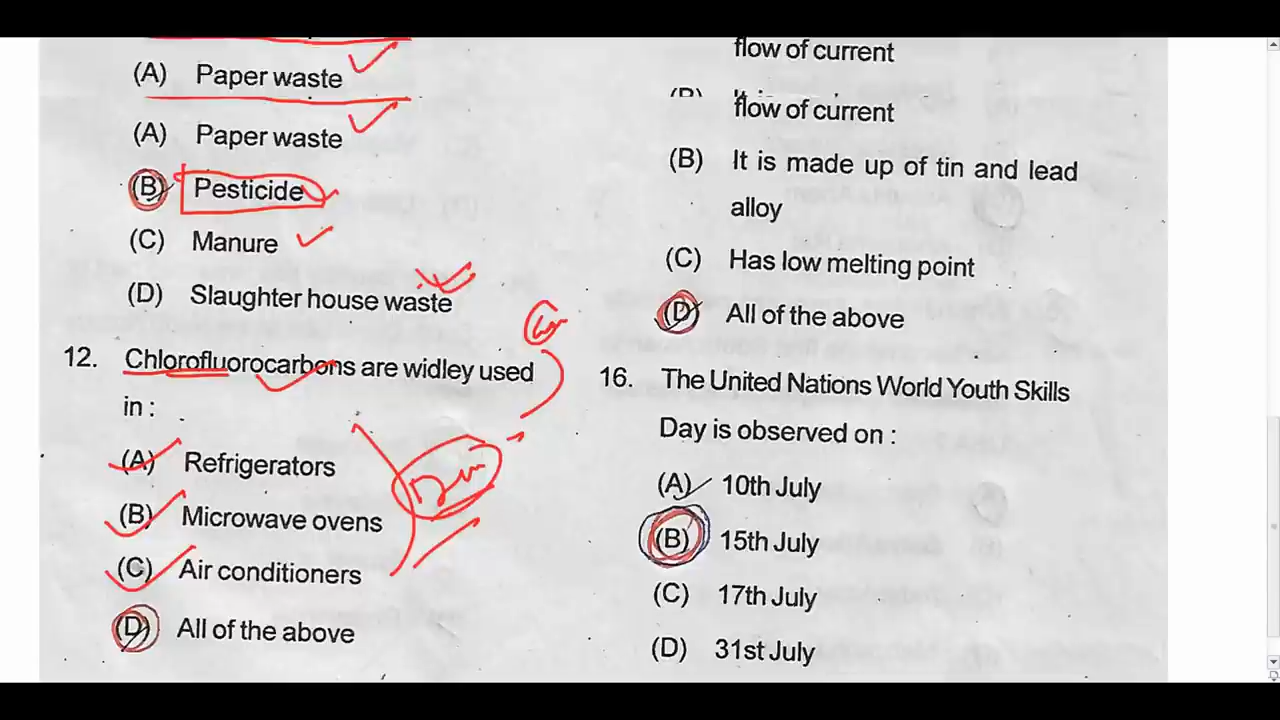 (A) Paper waste
(A) Paper waste
(B) Pesticide
(C) Manure
(D) Slaughter house waste
12. Chlorofluorocarbons are widley used
in :
(A) Refrigerators
(B) Microwave ovens
(C) Air conditioners
(D) All of the above
flow of current
flow of current
(B) It is made up of tin and lead
alloy
(C) Has low melting point
(D) All of the above
16. The United Nations World Youth Skills
Day is observed on :
(A) 10th July
(B) 15th July
(C) 17th July
(D) 31st July